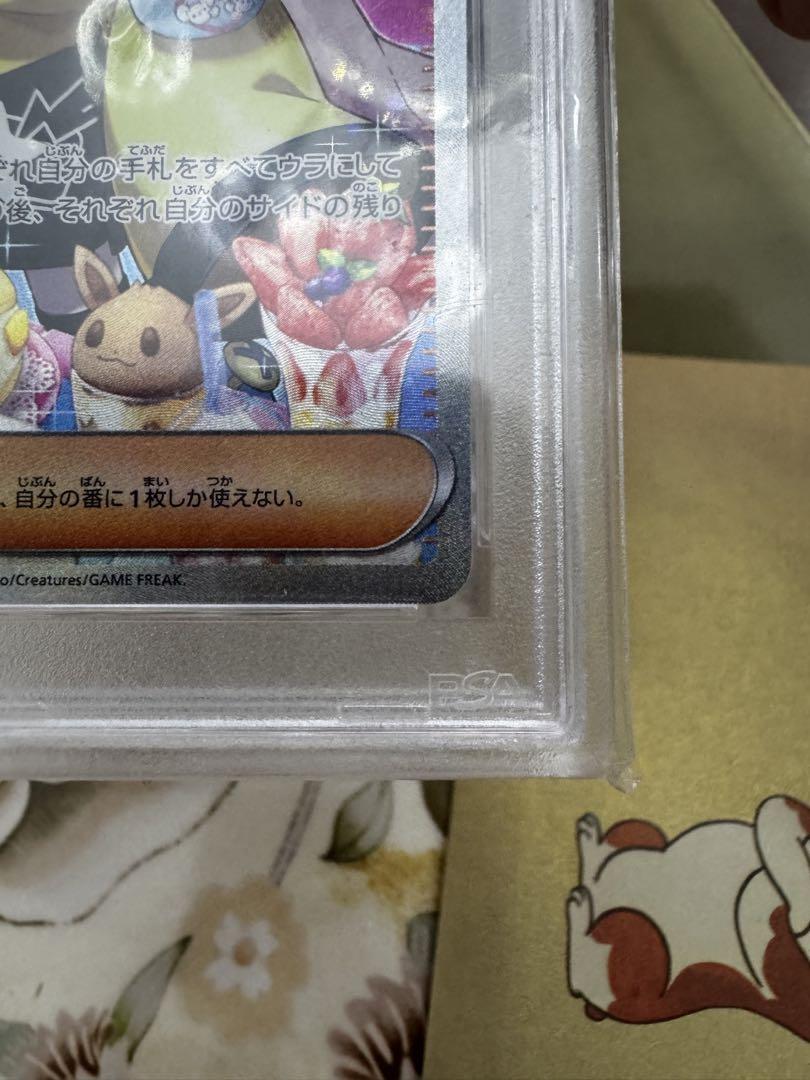 ぞれ自分の手札をすべてウラにして
の後、それぞれ自分のサイドの残り
、自分の番に1枚しか使えない。
o/Creatures/GAME FREAK.
PSA